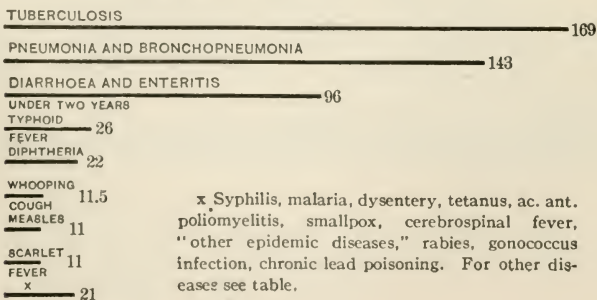 TUBERCULOSIS
169
PNEUMONIA AND BRONCHOPNEUMONIA
143
DIARRHOEA AND ENTERITIS
96
UNDER TWO YEARS
TYPHOID
26
FEVER
DIPHTHERIA
22
WHOOPING
11.5
COUGH
MEASLES
11
SCARLET
11
FEVER
x
21
x Syphilis, malaria, dysentery, tetanus, ac. ant.
poliomyelitis, smallpox, cerebrospinal fever,
"other epidemic diseases," rabies, gonococcus
infection, chronic lead poisoning. For other dis-
eases see table.